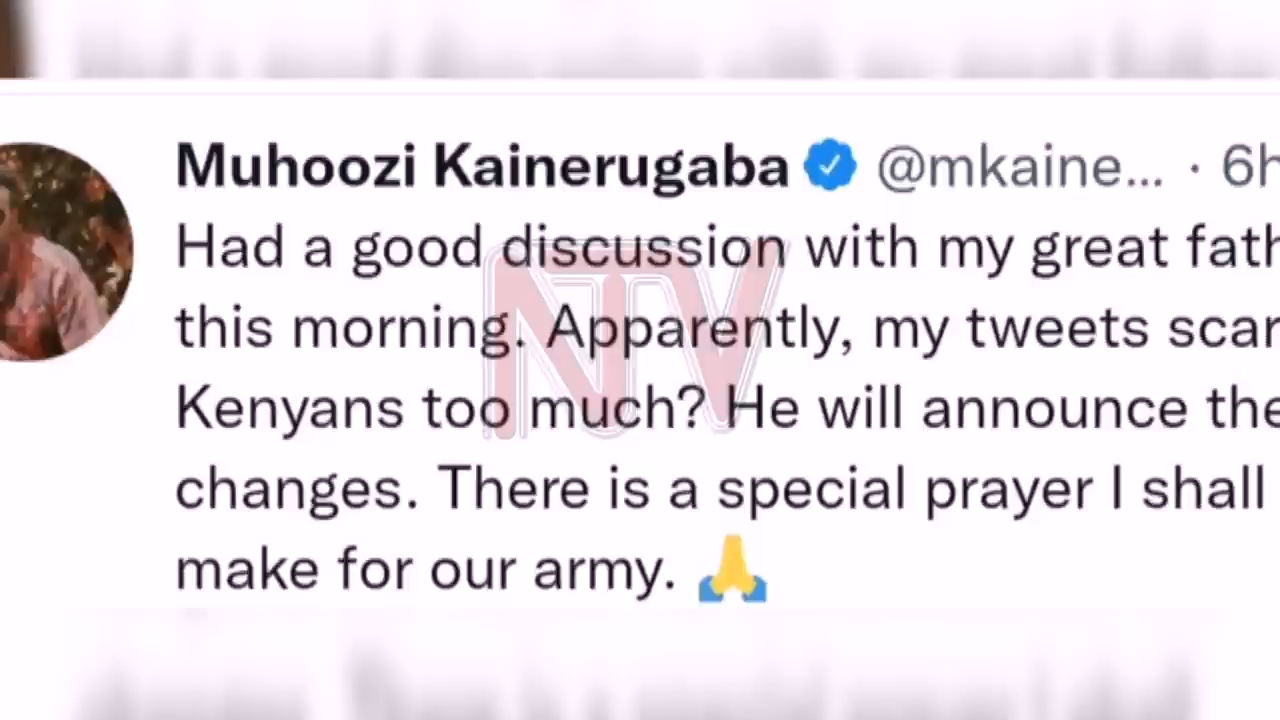 Muhoozi Kainerugaba @mkaine... · 6h
Had a good discussion with my great fath
this morning. Apparently, my tweets scar
Kenyans too much? He will announce the
changes. There is a special prayer I shall
make for our army. 🙏
NTV